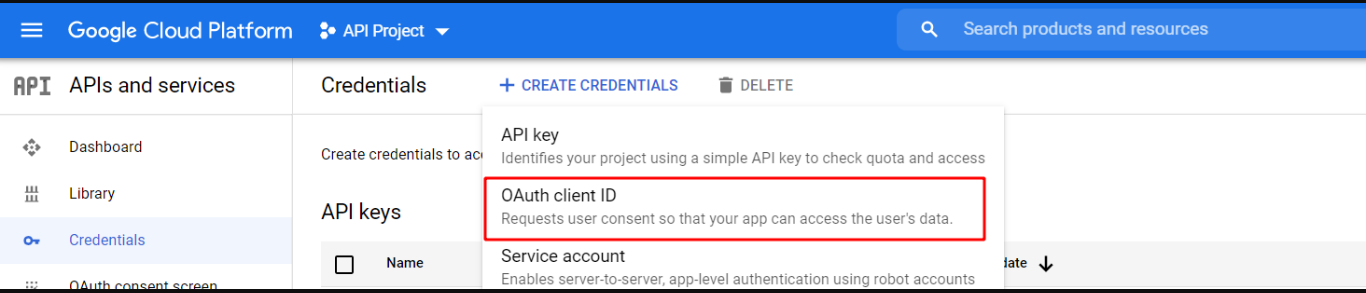 Google Cloud Platform
API Project
Search products and resources
API
APIs and services
Credentials
CREATE CREDENTIALS
DELETE
Dashboard
Library
Credentials
OAuth consent screen
Create credentials to
API keys
Name
API key
Identifies your project using a simple API key to check quota and access
OAuth client ID
Requests user consent so that your app can access the user's data.
Service account
Enables server-to-server, app-level authentication using robot accounts